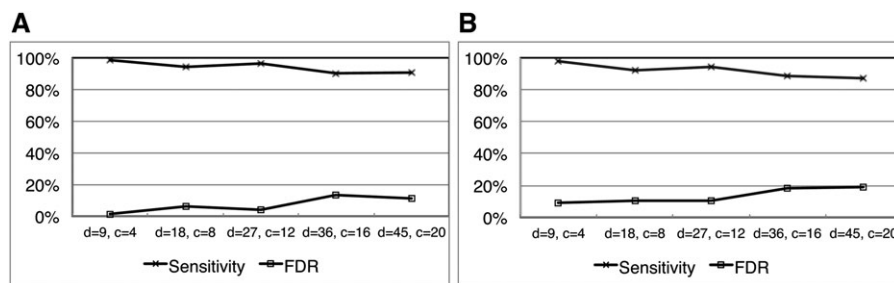 A
100%
80%
60%
40%
20%
0%
d=9, c=4 d=18, c=8 d=27, c=12 d=36, c=16 d=45, c=20
Sensitivity FDR
B
100%
80%
60%
40%
20%
0%
d=9, c=4 d=18, c=8 d=27, c=12 d=36, c=16 d=45, c=20
Sensitivity FDR